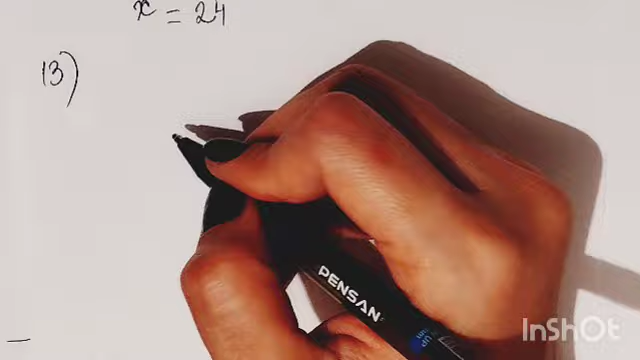 x = 24
13)
PENSAN
InShOt